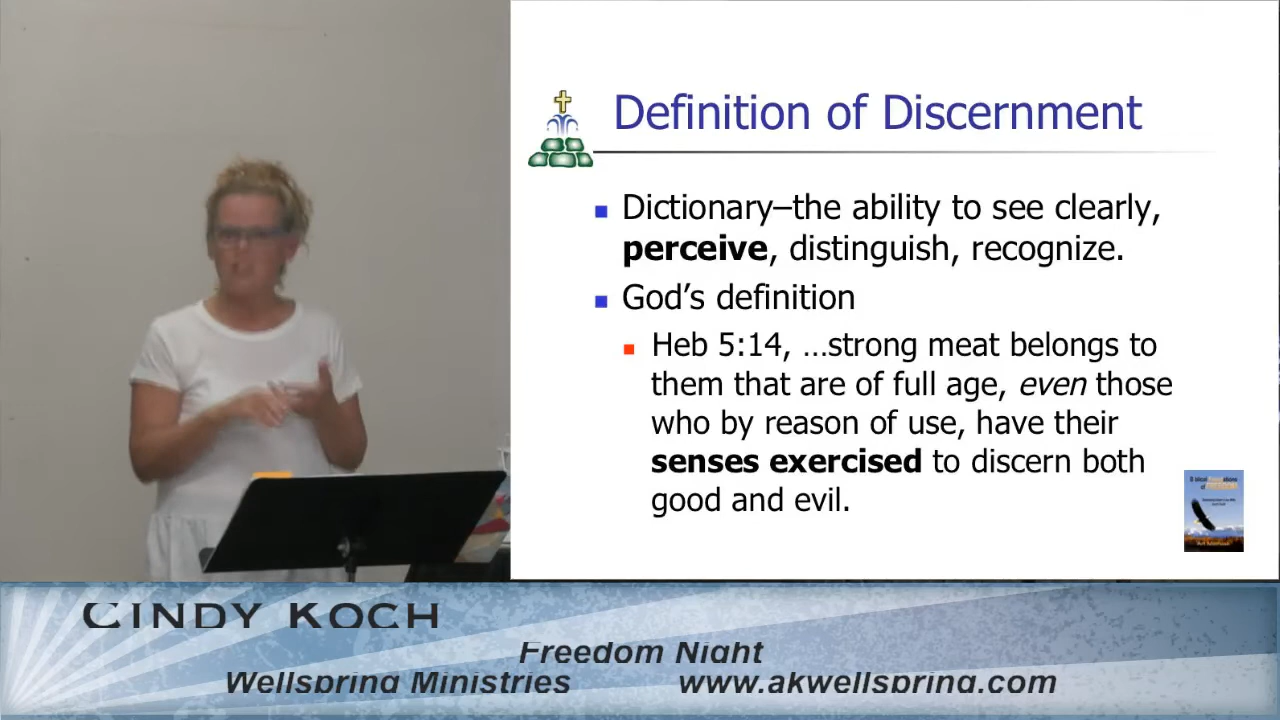 Definition of Discernment
Dictionary–the ability to see clearly,
perceive, distinguish, recognize.
God's definition
Heb 5:14, …strong meat belongs to
them that are of full age, even those
who by reason of use, have their
senses exercised to discern both
good and evil.
CINDY KOCH
Freedom Night
Wellspring Ministries www.akwellspring.com